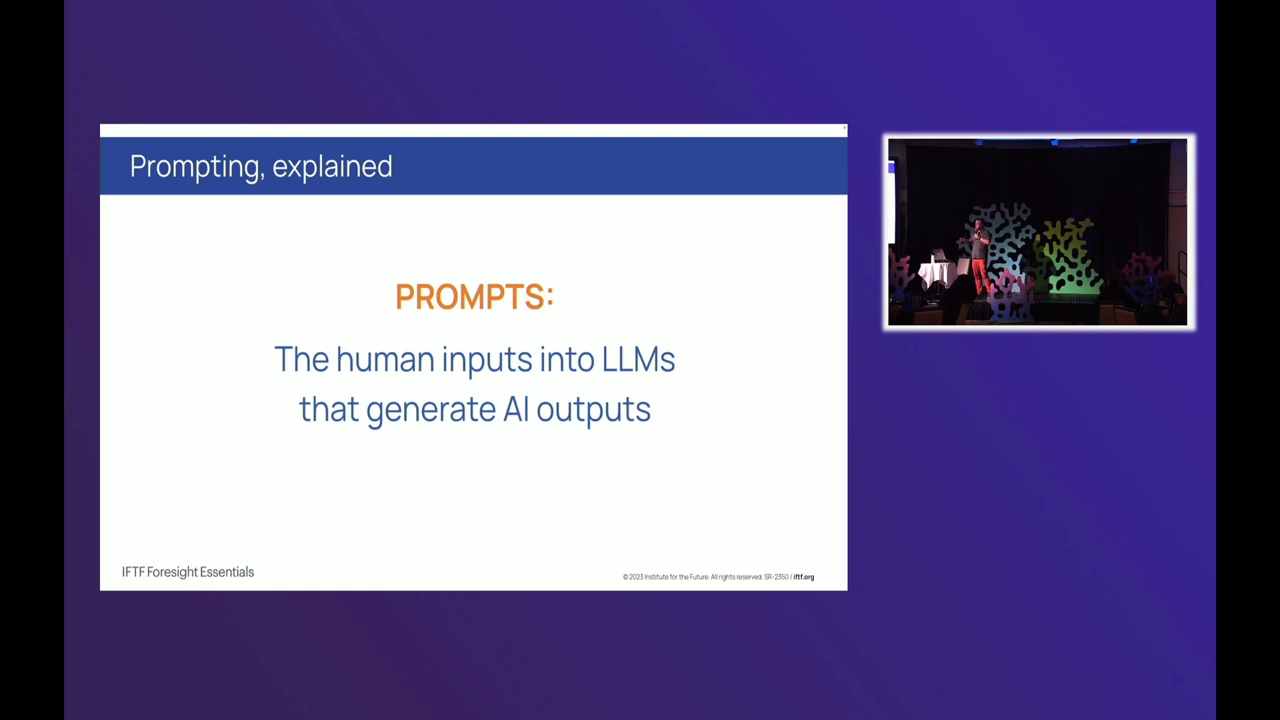 Prompting, explained
PROMPTS:
The human inputs into LLMs
that generate AI outputs
IFTF Foresight Essentials
© 2023 Institute for the Future. All rights reserved. SR-2350 / iftf.org